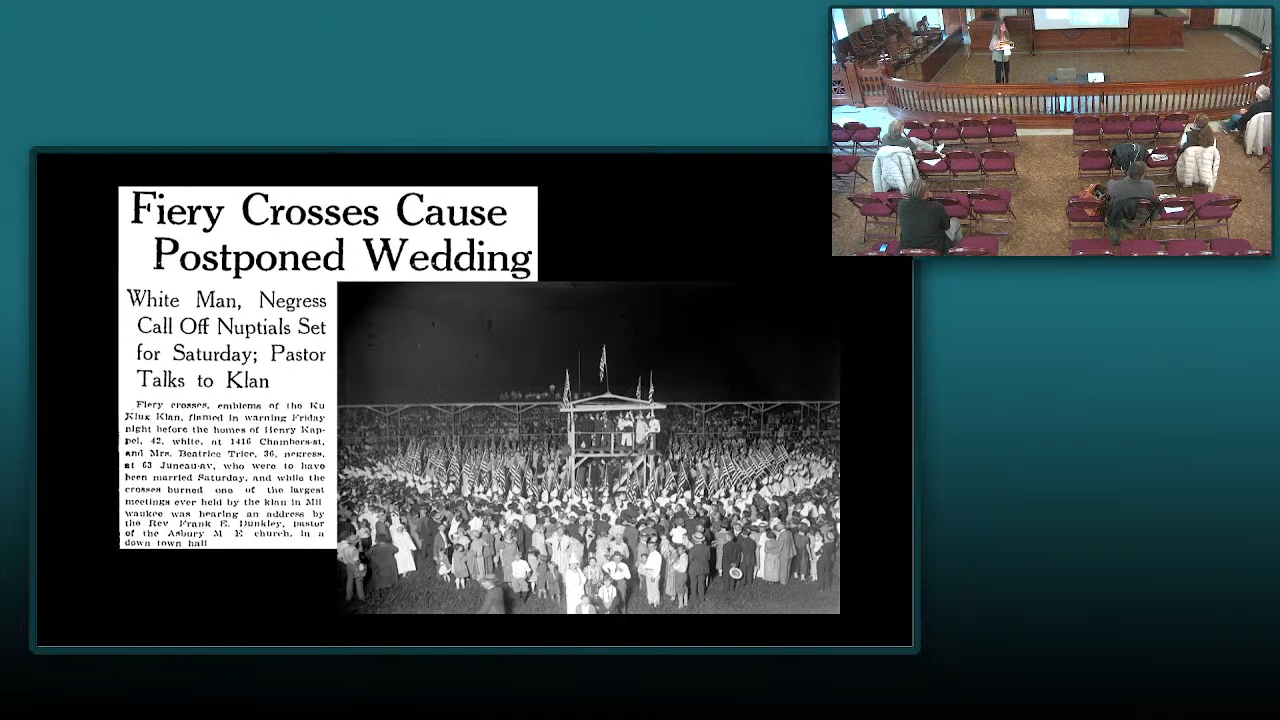 Fiery Crosses Cause
Postponed Wedding
White Man, Negress
Call Off Nuptials Set
for Saturday; Pastor
Talks to Klan
Fiery crosses, emblems of the Ku
Klux Klan, flamed in warning Friday
night before the homes of Henry Kap-
pel, 42, white, at 1416 Chambers-st,
and Mrs. Beatrice Trice, 36, negress,
at 63 Juneau-av, who were to have
been married Saturday, and while the
crosses burned one of the largest
meetings ever held by the klan in Mil
waukee was hearing an address by
the Rev Frank E. Dunkley, pastor
of the Asbury M E church, in a
down town hall